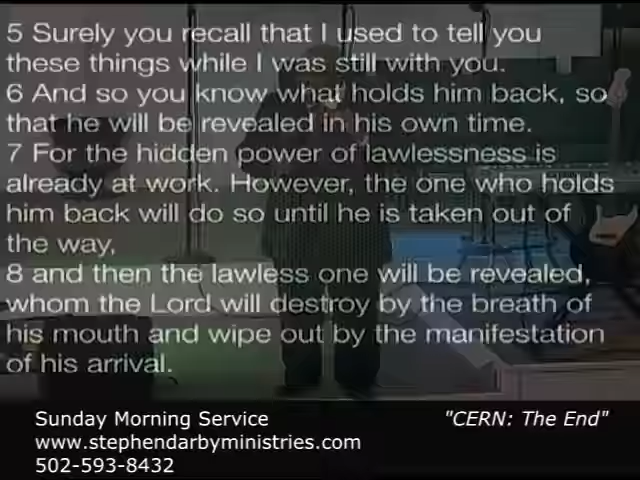 5 Surely you recall that I used to tell you
these things while I was still with you.
6 And so you know what holds him back, so
that he will be revealed in his own time.
7 For the hidden power of lawlessness is
already at work. However, the one who holds
him back will do so until he is taken out of
the way,
8 and then the lawless one will be revealed,
whom the Lord will destroy by the breath of
his mouth and wipe out by the manifestation
of his arrival.
Sunday Morning Service "CERN: The End"
www.stephendarbyministries.com
502-593-8432